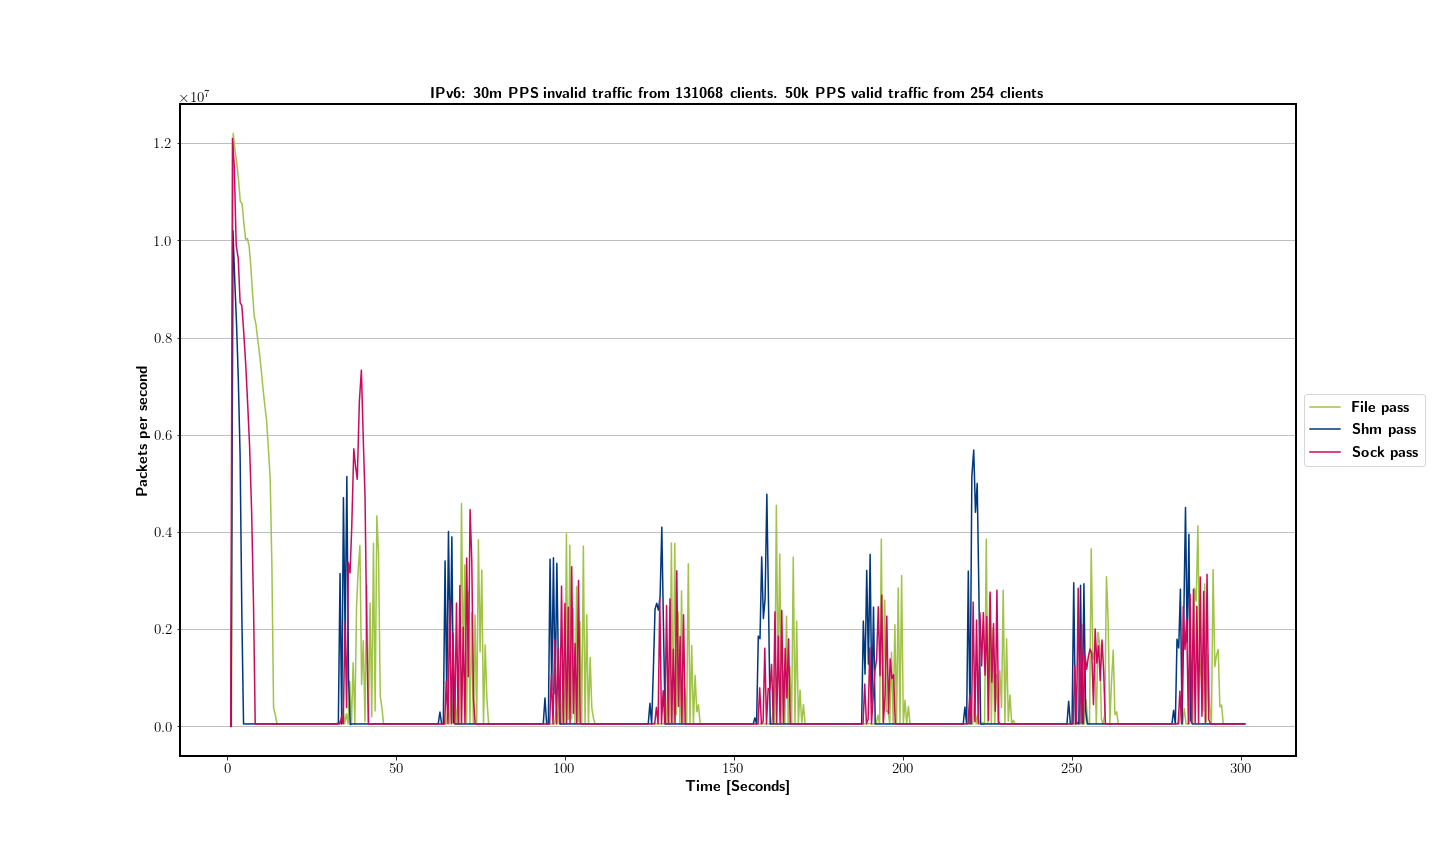 IPv6: 30m PPS invalid traffic from 131068 clients. 50k PPS valid traffic from 254 clients
×10⁷
1.2
1.0
0.8
0.6
0.4
0.2
0.0
Packets per second
0 50 100 150 200 250 300
Time [Seconds]
File pass
Shm pass
Sock pass